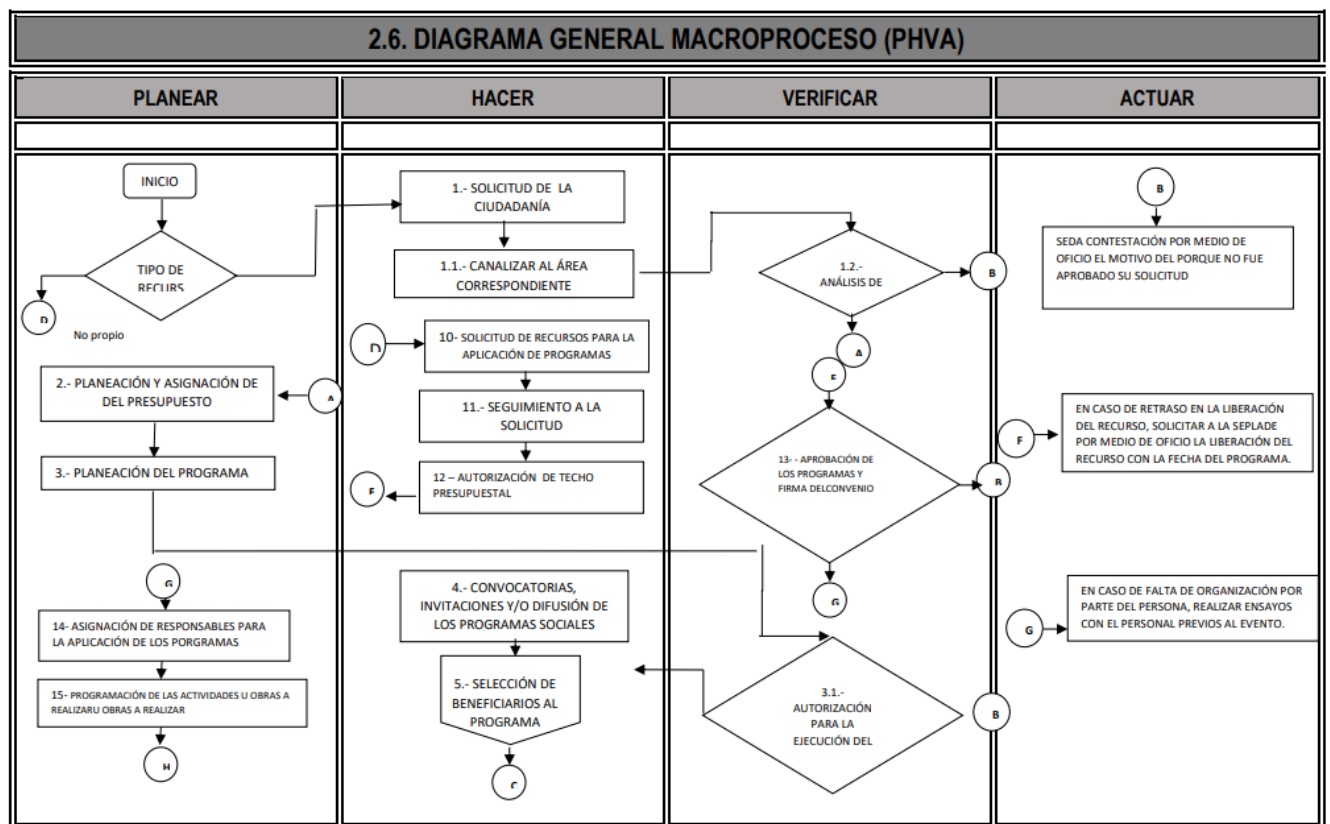 2.6. DIAGRAMA GENERAL MACROPROCESO (PHVA)
PLANEAR
HACER
VERIFICAR
ACTUAR
INICIO
TIPO DE
RECURS
D
No propio
2.- PLANEACIÓN Y ASIGNACIÓN DE
DEL PRESUPUESTO
A
3.- PLANEACIÓN DEL PROGRAMA
G
14- ASIGNACIÓN DE RESPONSABLES PARA
LA APLICACIÓN DE LOS PORGRAMAS
15- PROGRAMACIÓN DE LAS ACTIVIDADES U OBRAS A
REALIZARU OBRAS A REALIZAR
H
1.- SOLICITUD DE LA
CIUDADANÍA
1.1.- CANALIZAR AL ÁREA
CORRESPONDIENTE
D
10- SOLICITUD DE RECURSOS PARA LA
APLICACIÓN DE PROGRAMAS
11.- SEGUIMIENTO A LA
SOLICITUD
12 – AUTORIZACIÓN DE TECHO
PRESUPUESTAL
4.- CONVOCATORIAS,
INVITACIONES Y/O DIFUSIÓN DE
LOS PROGRAMAS SOCIALES
5.- SELECCIÓN DE
BENEFICIARIOS AL
PROGRAMA
C
1.2.-
ANÁLISIS DE
B
A
13- - APROBACIÓN DE
LOS PROGRAMAS Y
FIRMA DELCONVENIO
B
G
3.1.-
AUTORIZACIÓN
PARA LA
EJECUCIÓN DEL
B
B
SEDA CONTESTACIÓN POR MEDIO DE
OFICIO EL MOTIVO DEL PORQUE NO FUE
APROBADO SU SOLICITUD
F
EN CASO DE RETRASO EN LA LIBERACIÓN
DEL RECURSO, SOLICITAR A LA SEPLADE
POR MEDIO DE OFICIO LA LIBERACIÓN DEL
RECURSO CON LA FECHA DEL PROGRAMA.
G
EN CASO DE FALTA DE ORGANIZACIÓN POR
PARTE DEL PERSONA, REALIZAR ENSAYOS
CON EL PERSONAL PREVIOS AL EVENTO.